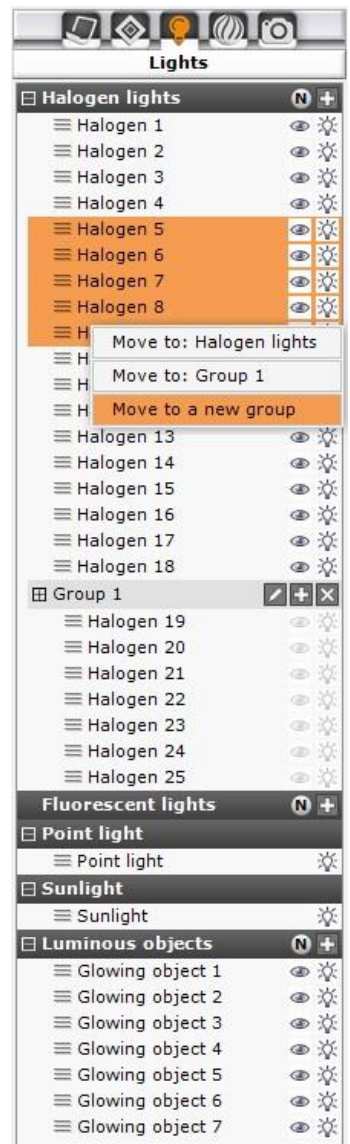 Lights
Halogen lights N
Halogen 1
Halogen 2
Halogen 3
Halogen 4
Halogen 5
Halogen 6
Halogen 7
Halogen 8
H
Move to: Halogen lights
H
Move to: Group 1
H
H
Move to a new group
Halogen 13
Halogen 14
Halogen 15
Halogen 16
Halogen 17
Halogen 18
Group 1
Halogen 19
Halogen 20
Halogen 21
Halogen 22
Halogen 23
Halogen 24
Halogen 25
Fluorescent lights N
Point light
Point light
Sunlight
Sunlight
Luminous objects N
Glowing object 1
Glowing object 2
Glowing object 3
Glowing object 4
Glowing object 5
Glowing object 6
Glowing object 7